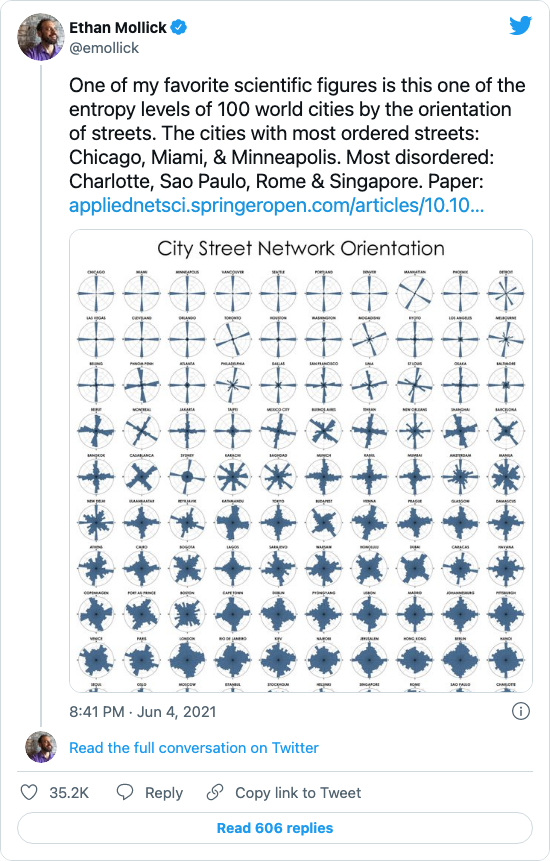 Ethan Mollick
@emollick
One of my favorite scientific figures is this one of the
entropy levels of 100 world cities by the orientation
of streets. The cities with most ordered streets:
Chicago, Miami, & Minneapolis. Most disordered:
Charlotte, Sao Paulo, Rome & Singapore. Paper:
appliednetsci.springeropen.com/articles/10.10...
City Street Network Orientation
CHICAGO MIAMI MINNEAPOLIS VANCOUVER SEATTLE PORTLAND DENVER MANHATTAN PHOENIX DETROIT
LAS VEGAS CLEVELAND ORLANDO TORONTO HOUSTON WASHINGTON MOGADISHU KYOTO LOS ANGELES MELBOURNE
BEIJING PHNOM PENH ATLANTA PHILADELPHIA DALLAS SAN FRANCISCO LIMA ST LOUIS OSAKA BALTIMORE
BEIRUT MONTREAL JAKARTA TAIPEI MEXICO CITY BUENOS AIRES TEHRAN NEW ORLEANS SHANGHAI BARCELONA
BANGKOK CASABLANCA SYDNEY KARACHI BAGHDAD MUNICH KABUL MUMBAI AMSTERDAM MANILA
NEW DELHI ULAANBAATAR REYKJAVIK KATHMANDU TOKYO BUDAPEST VIENNA PRAGUE GLASGOW DAMASCUS
ATHENS CAIRO BOGOTA LAGOS SARAJEVO WARSAW HONOLULU DUBAI CARACAS HAVANA
COPENHAGEN PORT AU PRINCE BOSTON CAPE TOWN DUBLIN PYONGYANG LISBON MADRID JOHANNESBURG PITTSBURGH
VENICE PARIS LONDON RIO DE JANEIRO KIEV NAIROBI JERUSALEM HONG KONG BERLIN HANOI
SEOUL OSLO MOSCOW ISTANBUL STOCKHOLM HELSINKI SINGAPORE ROME SAO PAULO CHARLOTTE
8:41 PM · Jun 4, 2021
Read the full conversation on Twitter
35.2K Reply Copy link to Tweet
Read 606 replies